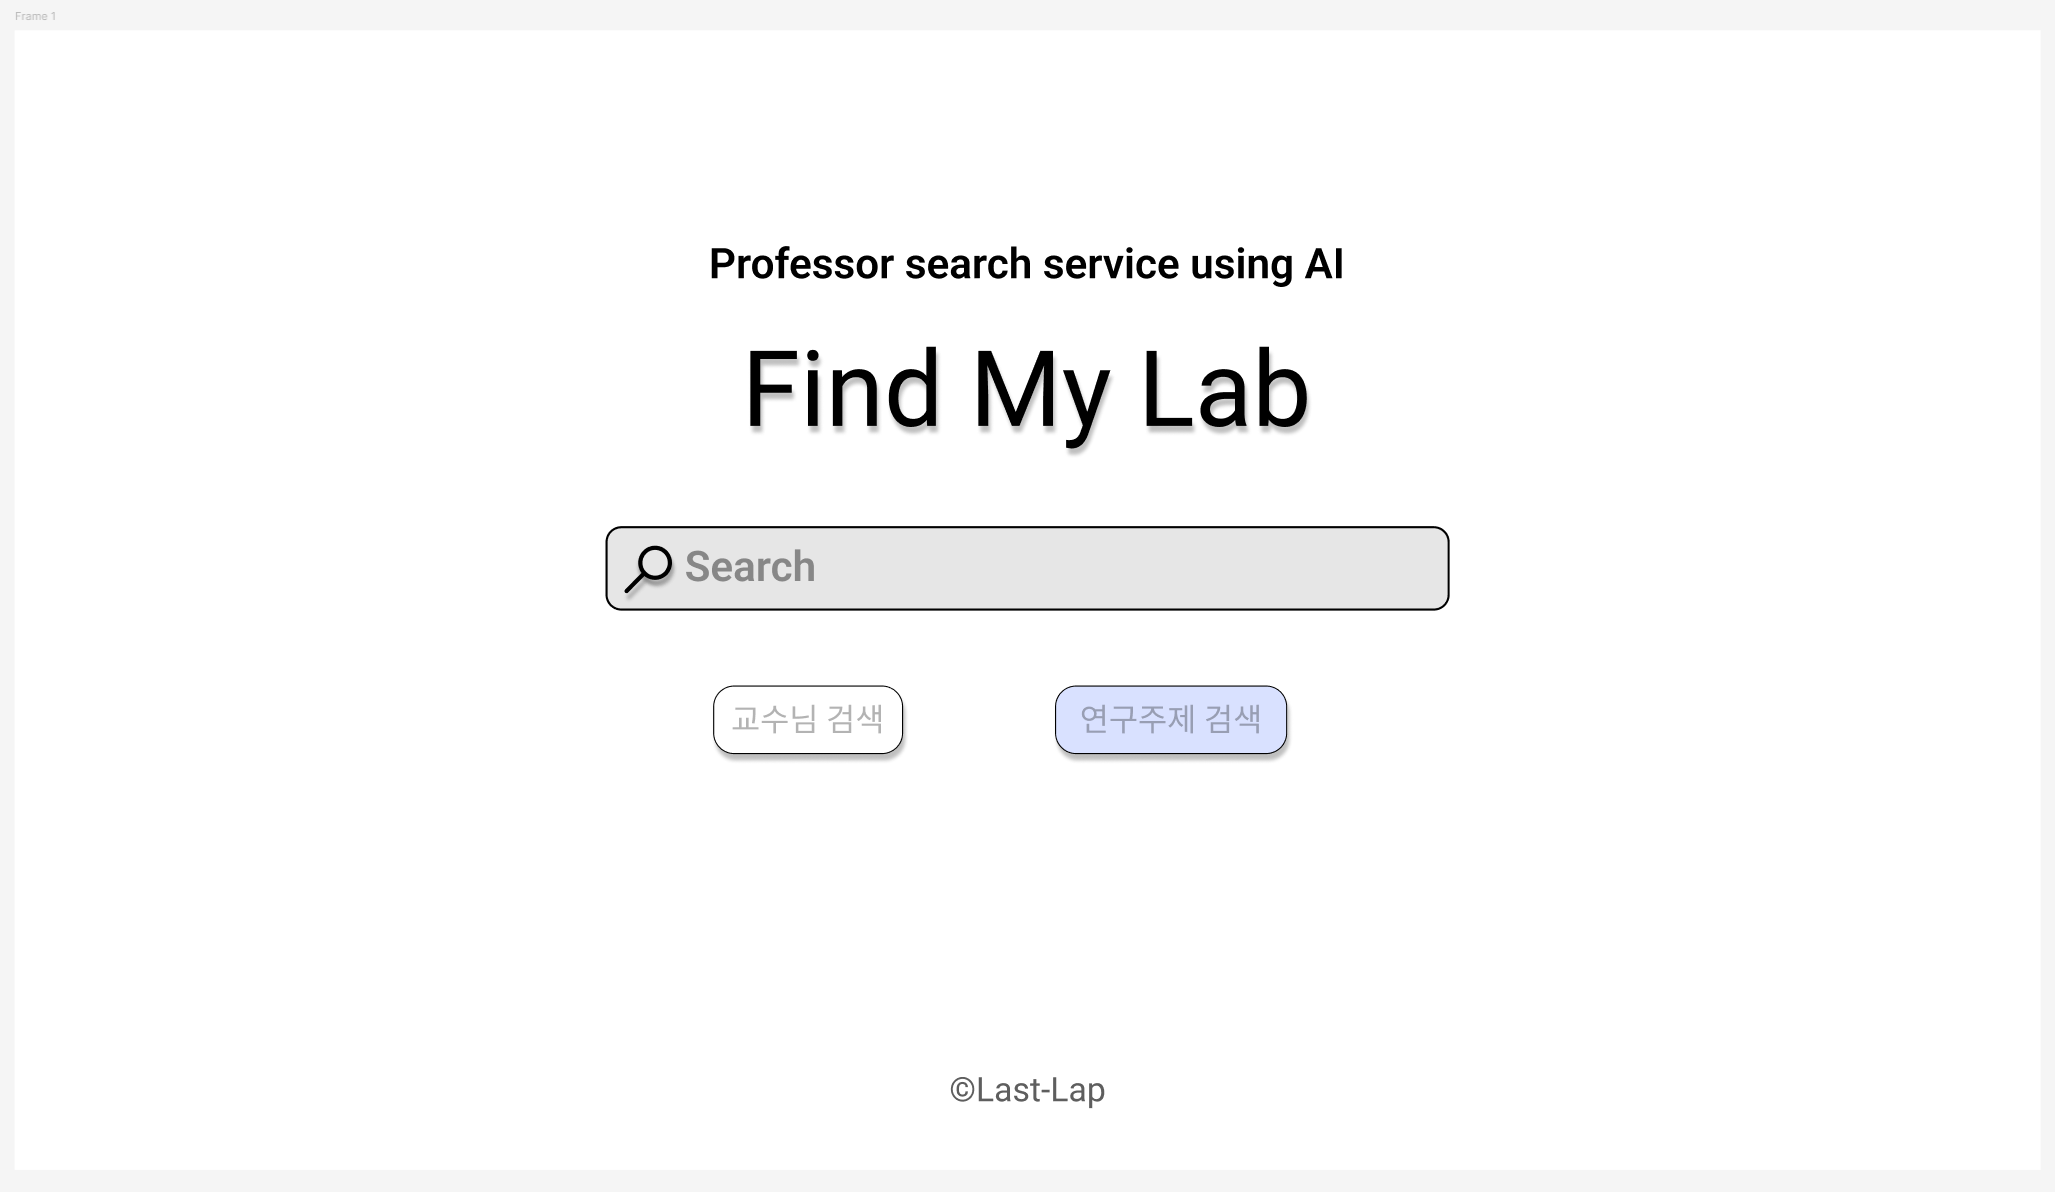 Frame 1
Professor search service using AI
Find My Lab
Search
교수님 검색
연구주제 검색
©Last-Lap